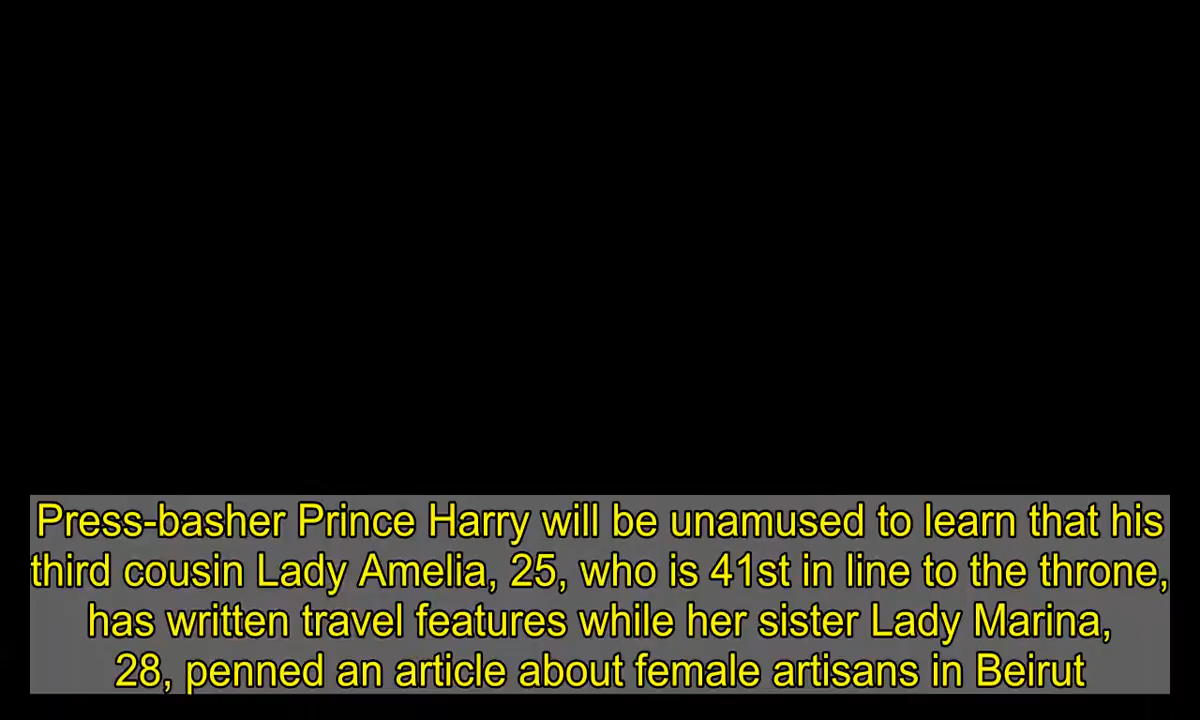 Press-basher Prince Harry will be unamused to learn that his
third cousin Lady Amelia, 25, who is 41st in line to the throne,
has written travel features while her sister Lady Marina,
28, penned an article about female artisans in Beirut